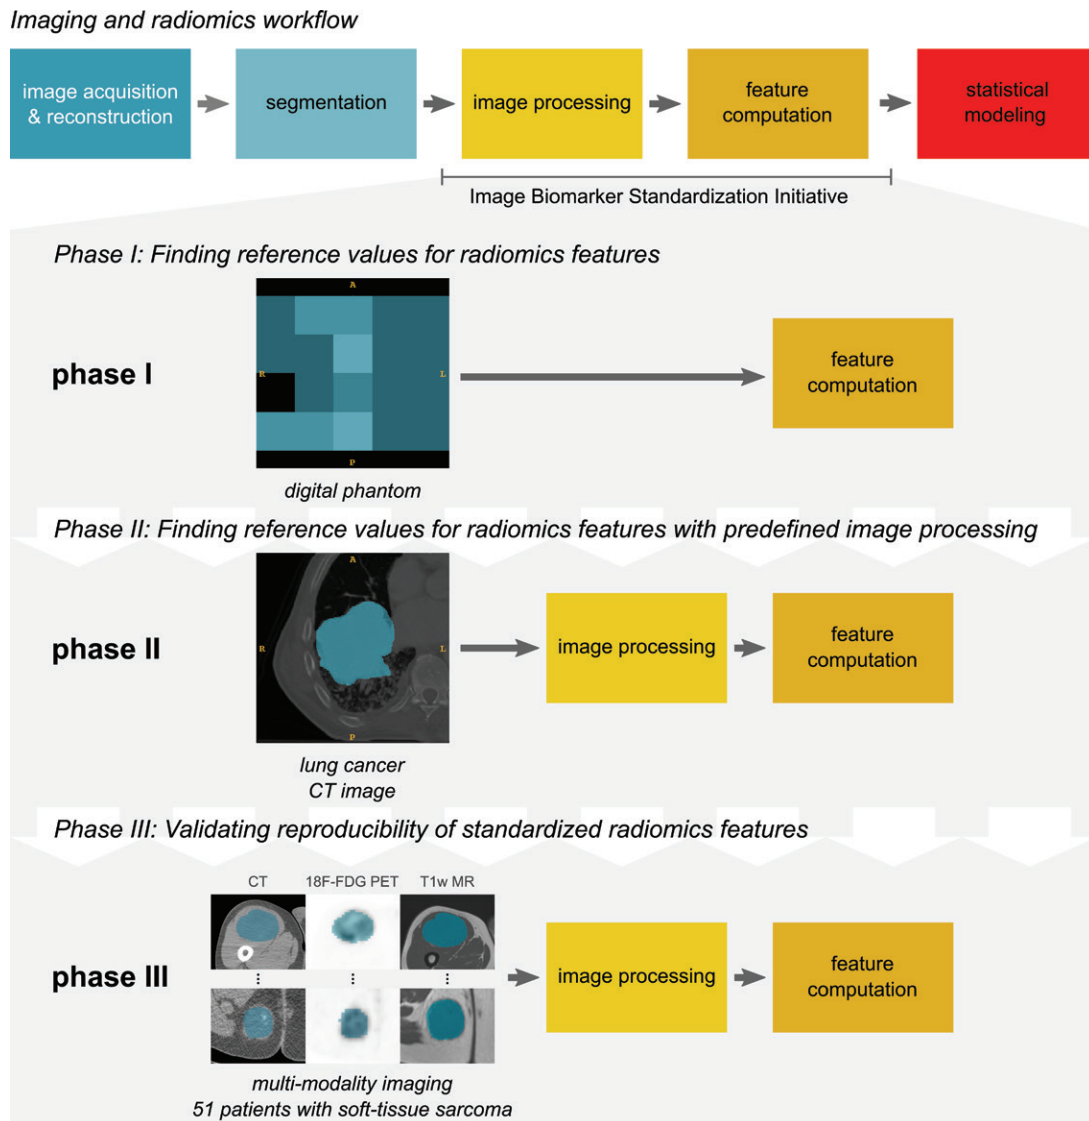 Imaging and radiomics workflow
image acquisition
& reconstruction
segmentation
image processing
feature
computation
statistical
modeling
Image Biomarker Standardization Initiative
Phase I: Finding reference values for radiomics features
phase I
A
R
L
P
digital phantom
feature
computation
Phase II: Finding reference values for radiomics features with predefined image processing
phase II
A
R
L
P
lung cancer
CT image
image processing
feature
computation
Phase III: Validating reproducibility of standardized radiomics features
phase III
CT
18F-FDG PET
T1w MR
...
...
...
multi-modality imaging
51 patients with soft-tissue sarcoma
image processing
feature
computation